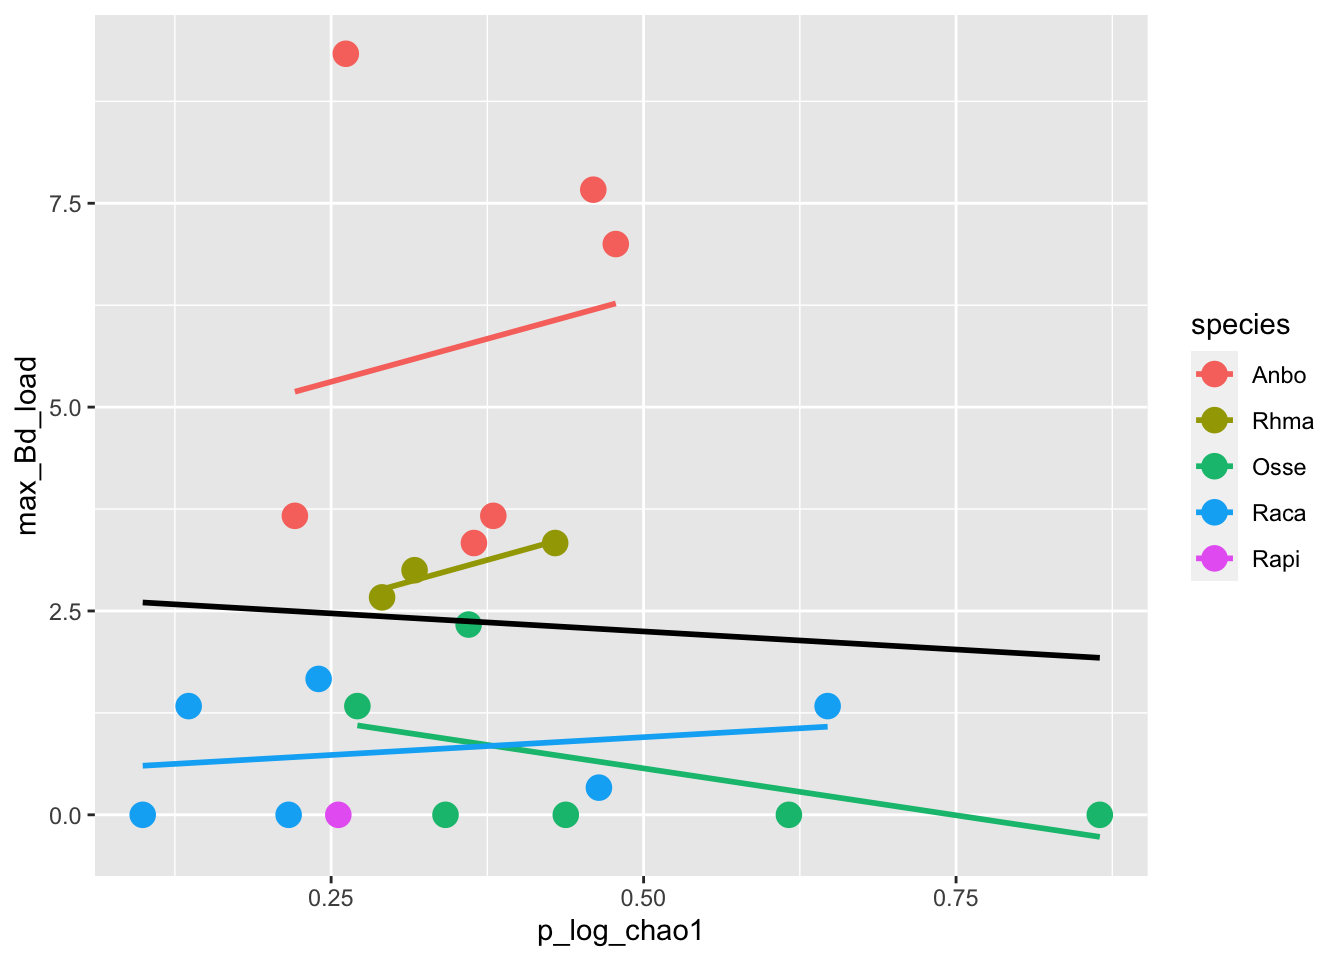 7.5
5.0
2.5
0.0
max_Bd_load
0.25
0.50
0.75
p_log_chao1
species
Anbo
Rhma
Osse
Raca
Rapi